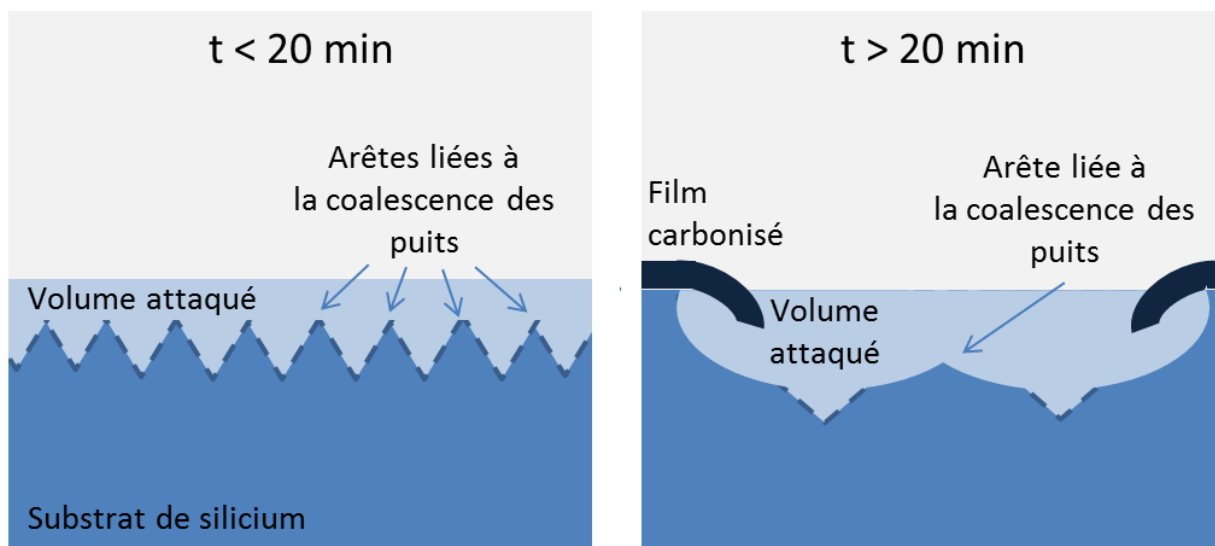 t < 20 min
Arêtes liées à
la coalescence des
puits
Volume attaqué
Substrat de silicium
t > 20 min
Arête liée à
la coalescence des
puits
Film
carbonisé
Volume
attaqué